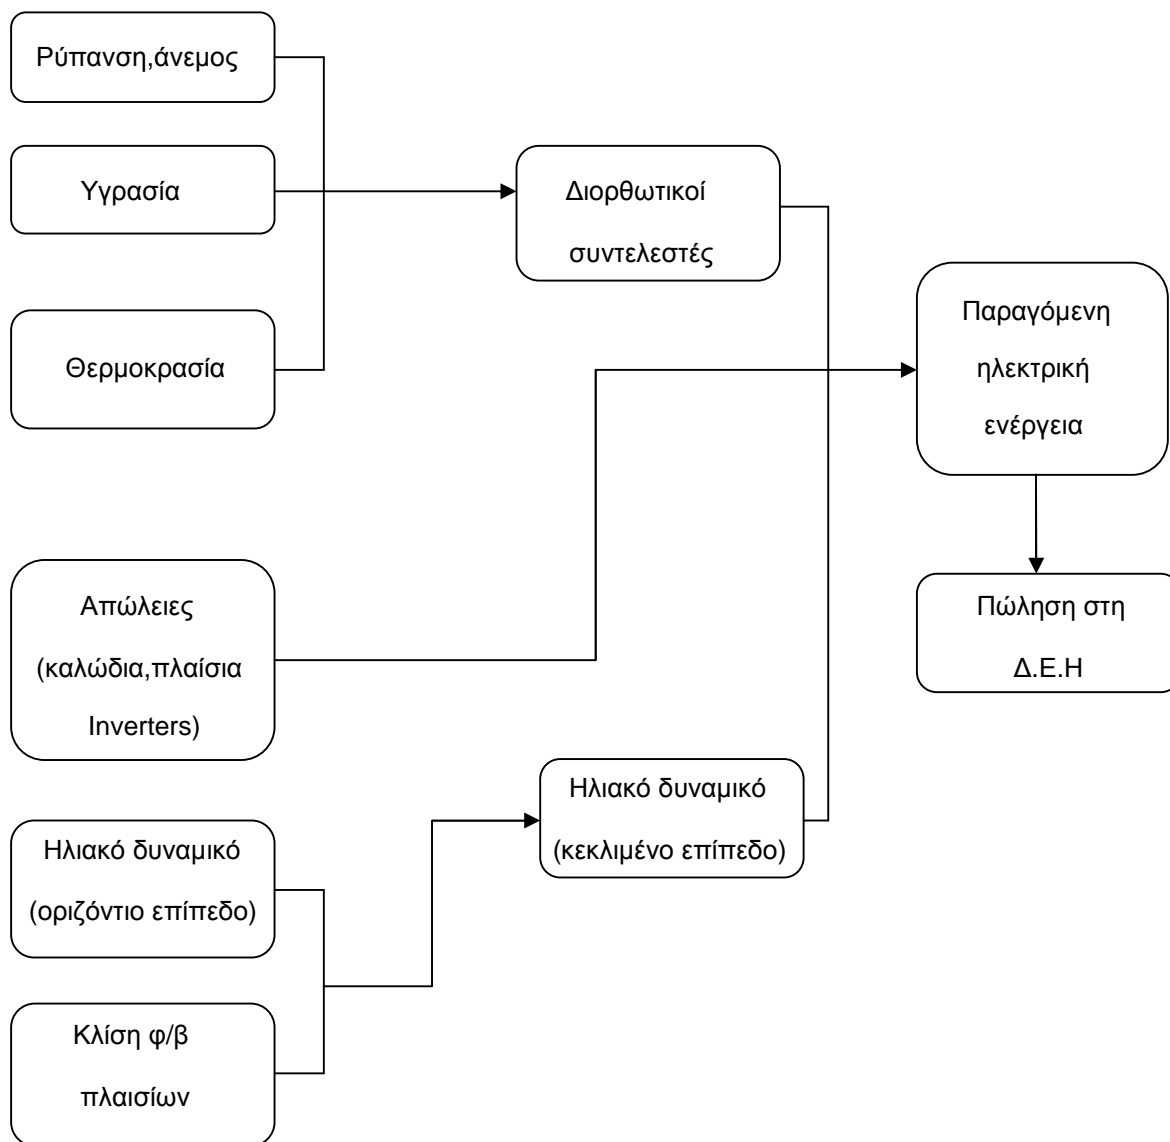 Ρύπανση,άνεμος
Υγρασία
Θερμοκρασία
Διορθωτικοί
συντελεστές
Παραγόμενη
ηλεκτρική
ενέργεια
Απώλειες
(καλώδια,πλαίσια
Inverters)
Πώληση στη
Δ.Ε.Η
Ηλιακό δυναμικό
(οριζόντιο επίπεδο)
Ηλιακό δυναμικό
(κεκλιμένο επίπεδο)
Κλίση φ/β
πλαισίων